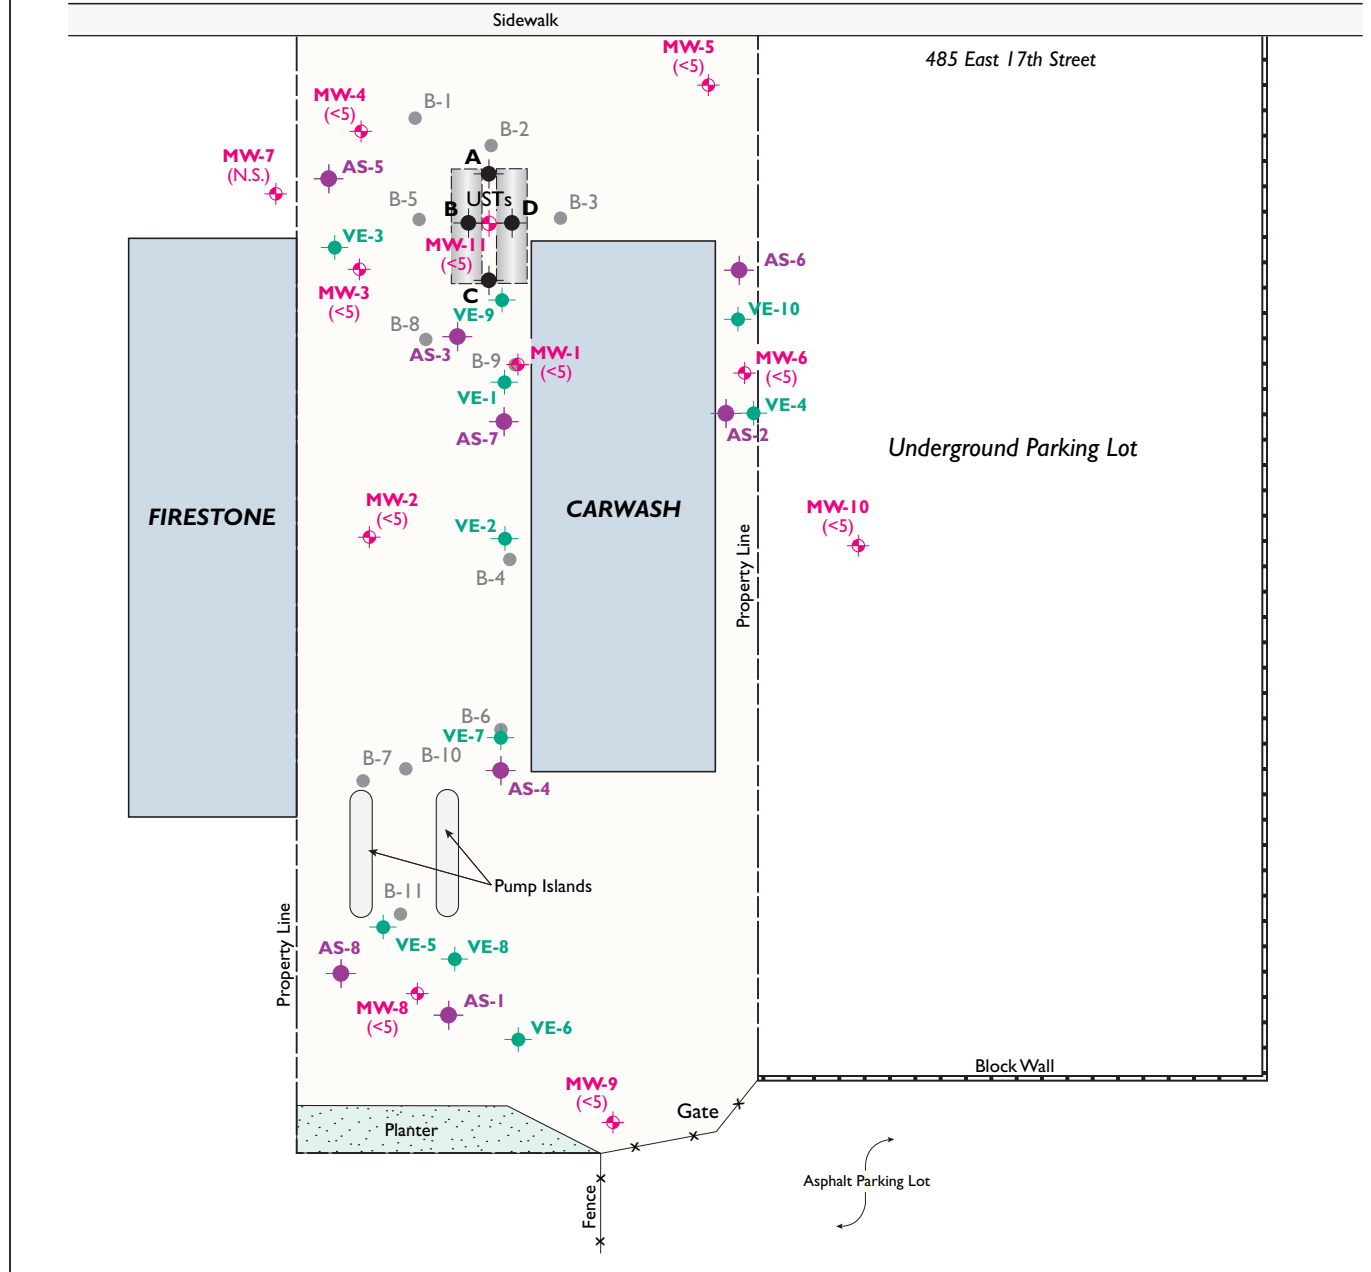 Sidewalk
MW-5
(<5)
485 East 17th Street
MW-4
(<5)
B-1
B-2
A
MW-7
(N.S.)
AS-5
USTs
B-5
B
D
B-3
VE-3
MW-11
(<5)
AS-6
MW-3
(<5)
C
VE-9
VE-10
B-8
AS-3
B-9
MW-1
(<5)
MW-6
(<5)
VE-1
VE-4
AS-7
AS-2
Underground Parking Lot
MW-2
(<5)
FIRESTONE
CARWASH
MW-10
(<5)
VE-2
Property Line
B-4
B-6
VE-7
B-7
B-10
AS-4
Pump Islands
B-11
Property Line
AS-8
VE-5
VE-8
MW-8
(<5)
AS-1
VE-6
Block Wall
MW-9
(<5)
Gate
Planter
Asphalt Parking Lot
Fence